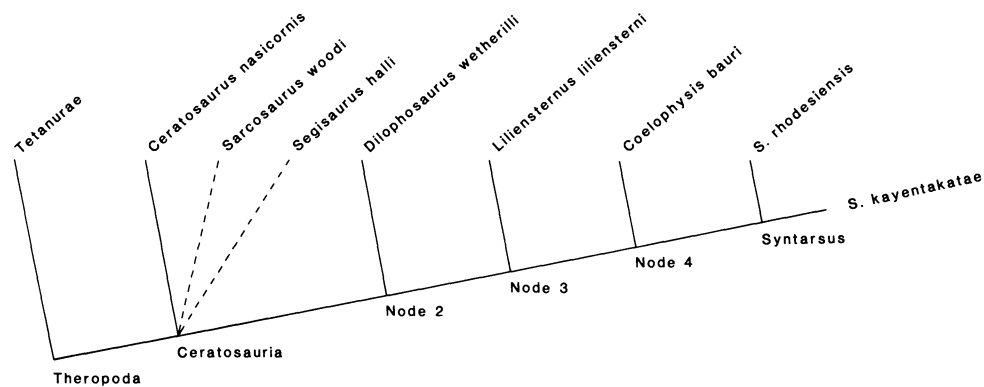 Tetanurae
Ceratosaurus nasicornis
Sarcosaurus woodi
Segisaurus halli
Dilophosaurus wetherilli
Liliensternus liliensterni
Coelophysis bauri
S. rhodesiensis
S. kayentakatae
Syntarsus
Node 4
Node 3
Node 2
Ceratosauria
Theropoda